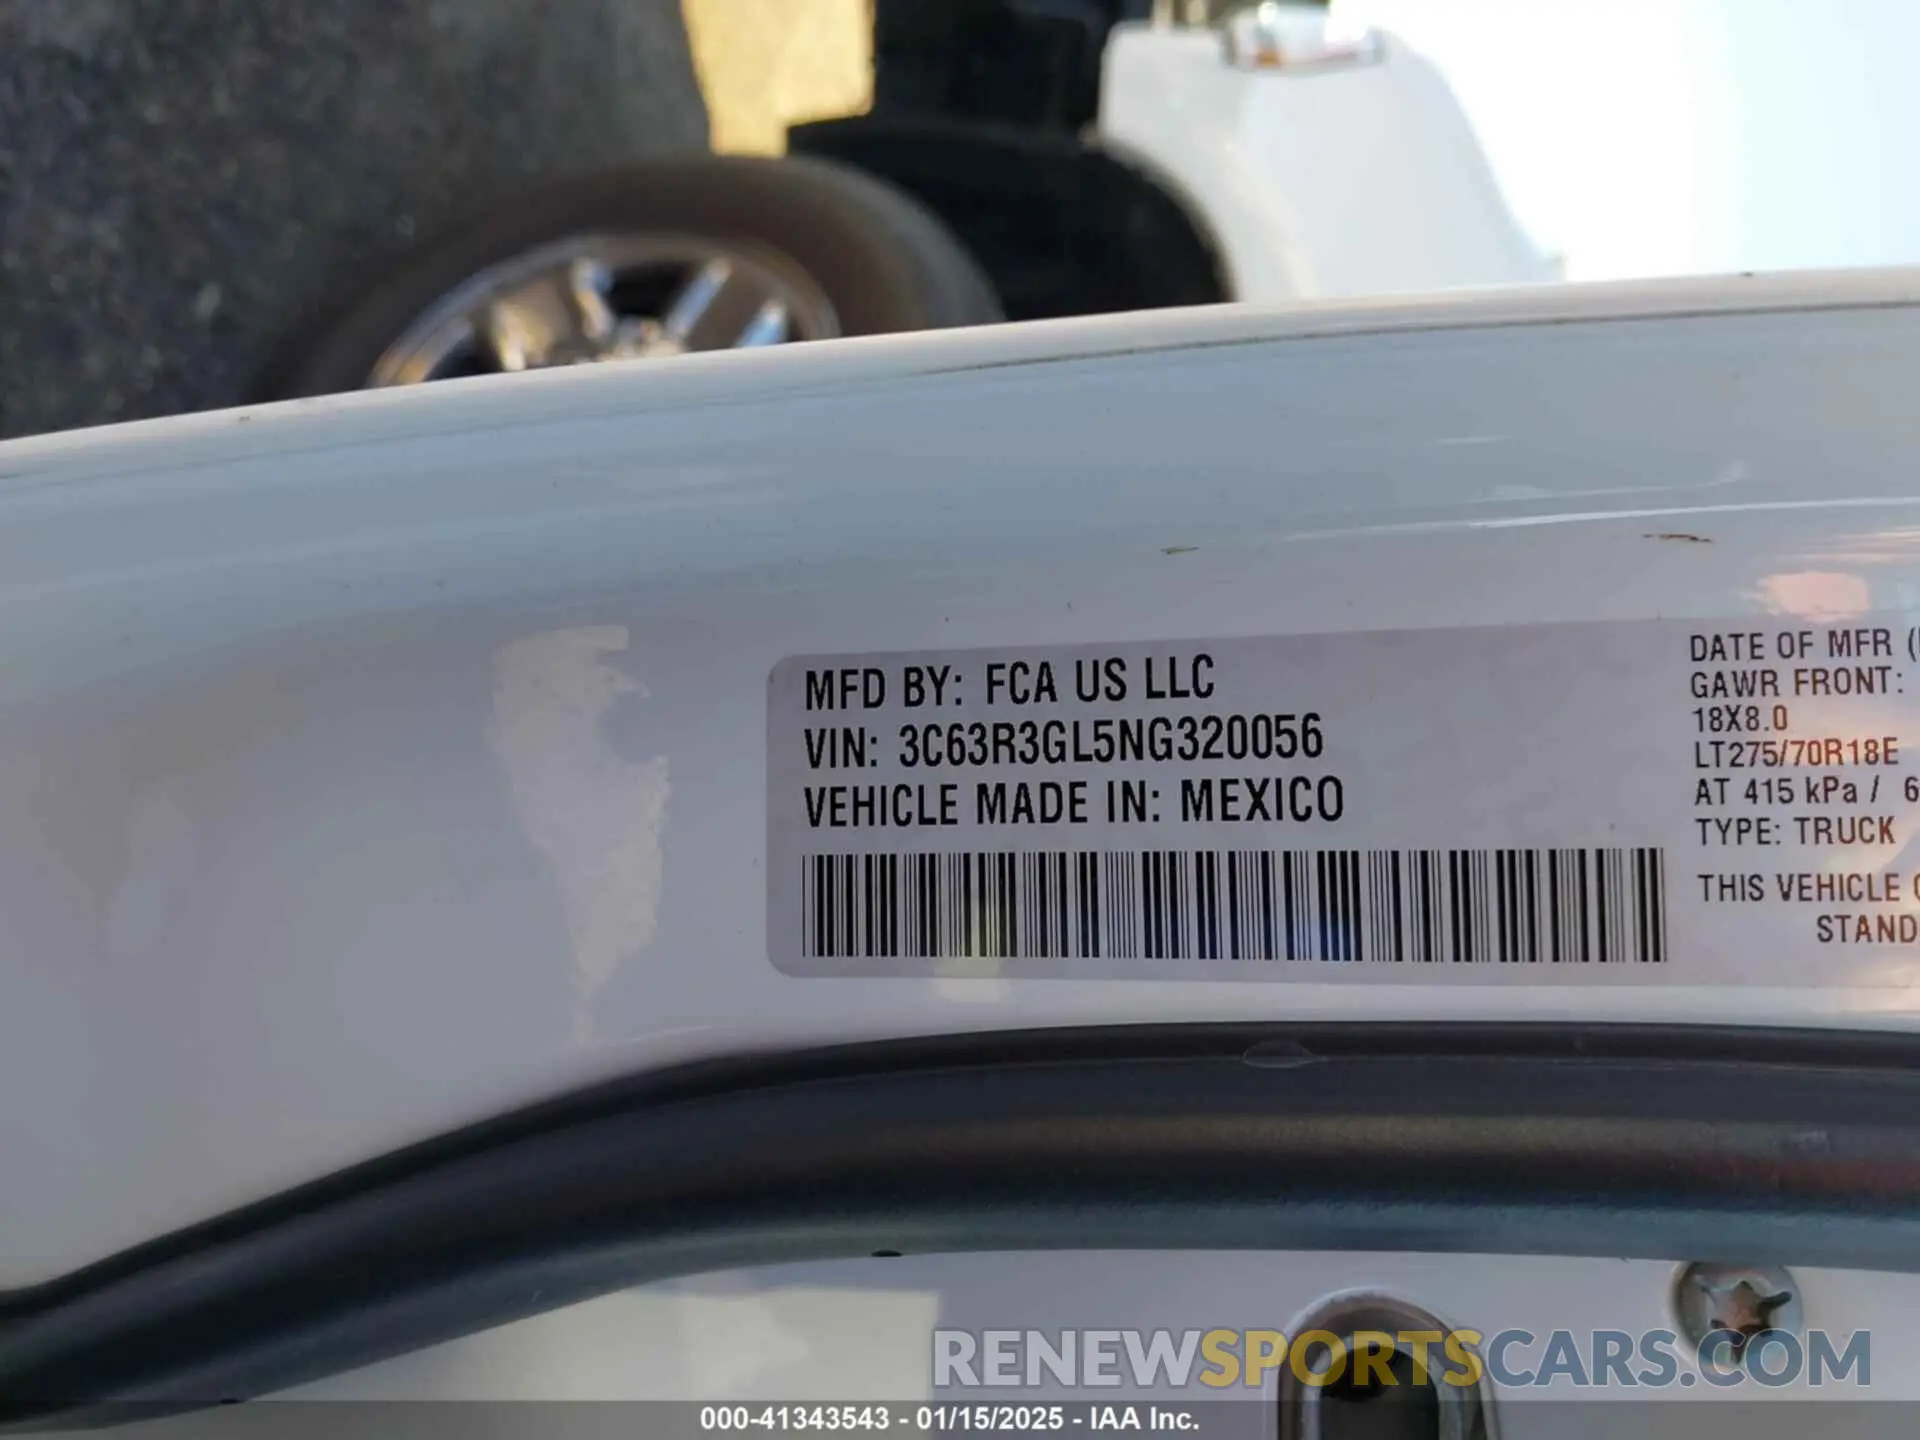 MFD BY: FCA US LLC
VIN: 3C63R3GL5NG320056
VEHICLE MADE IN: MEXICO
DATE OF MFR (
GAWR FRONT:
18X8.0
LT275/70R18E
AT 415 kPa / 6
TYPE: TRUCK
THIS VEHICLE
STAND
RENEWSPORTSCARS.COM
000-41343543 - 01/15/2025 - IAA Inc.